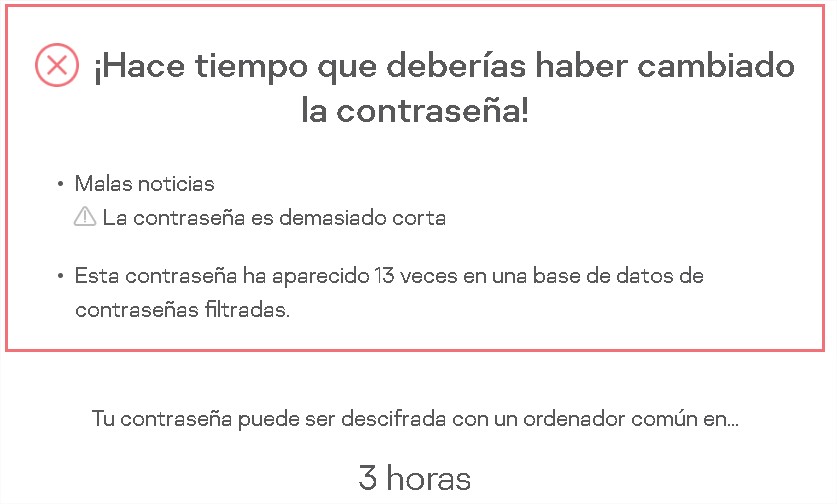 ¡Hace tiempo que deberías haber cambiado
la contraseña!
• Malas noticias
La contraseña es demasiado corta
• Esta contraseña ha aparecido 13 veces en una base de datos de
contraseñas filtradas.
Tu contraseña puede ser descifrada con un ordenador común en...
3 horas